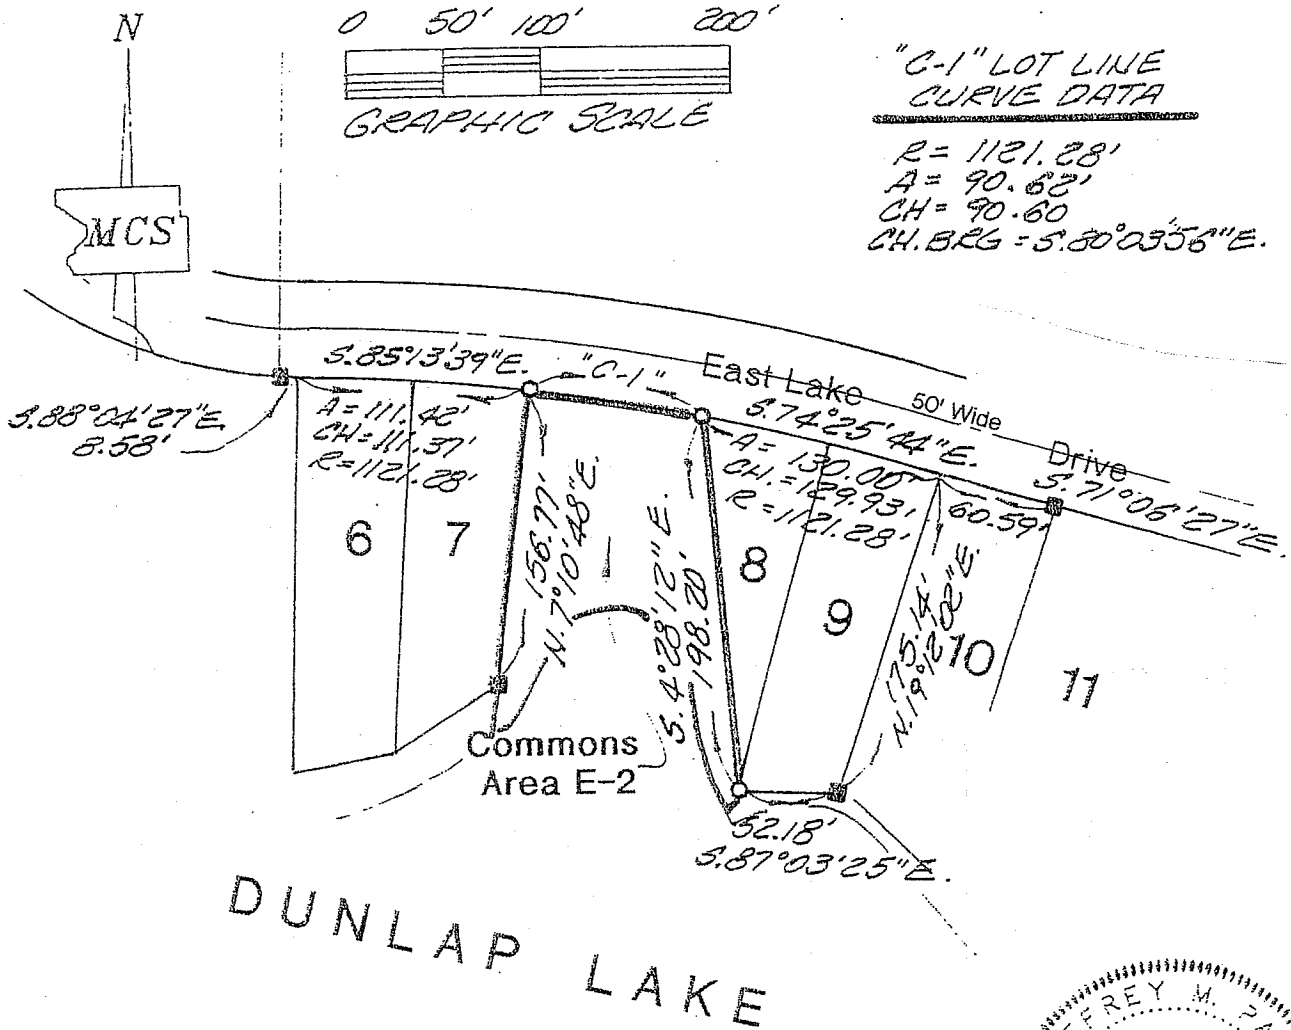 N
0 50' 100' 200'
GRAPHIC SCALE
"C-1" LOT LINE
CURVE DATA
R = 1121.28'
A = 90.62'
CH = 90.60
CH. BRG = S.80°03'56"E.
MCS
S.85°13'39"E.
"C-1"
East Lake
50' Wide
Drive
S.88°04'27"E.
8.58'
A = 111.42'
CH = 111.37'
R = 1121.28'
S.74°25'44"E.
A = 130.00'
CH. = 129.93'
R = 1121.28'
60.59'
S.71°06'27"E.
6
7
156.77'
N.7°10'48"E.
S.4°28'12"E.
198.20'
8
9
175.14'
N.19°12'02"E.
10
11
Commons
Area E-2
52.18'
S.87°03'25"E.
DUNLAP LAKE
FREY M.